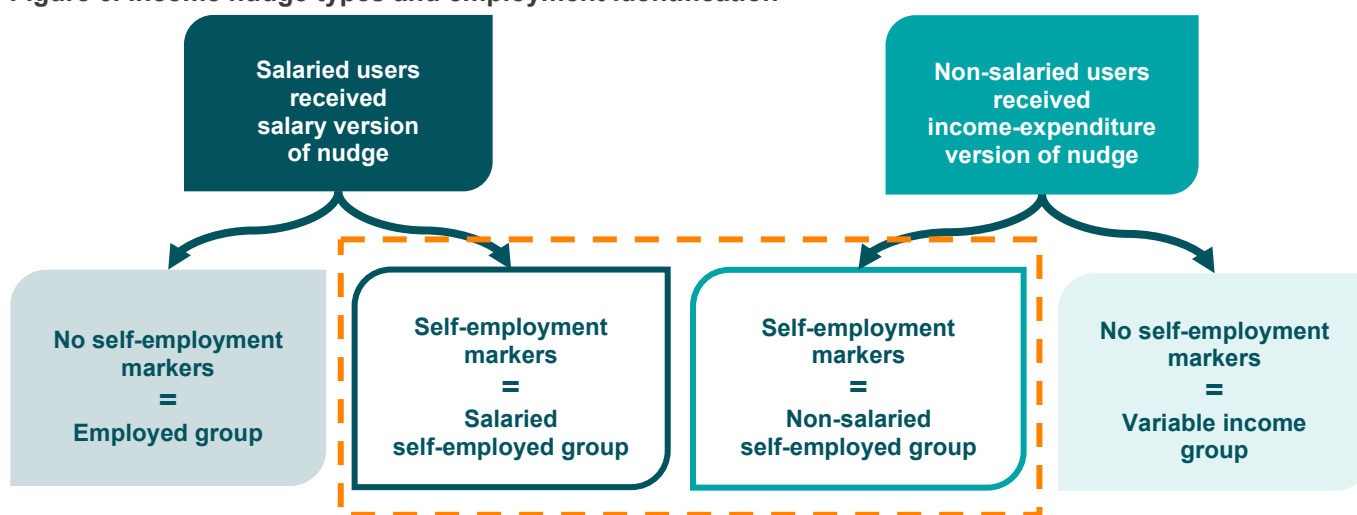 Salaried users
received
salary version
of nudge
Non-salaried users
received
income-expenditure
version of nudge
No self-employment
markers
=
Employed group
Self-employment
markers
=
Salaried
self-employed group
Self-employment
markers
=
Non-salaried
self-employed group
No self-employment
markers
=
Variable income
group